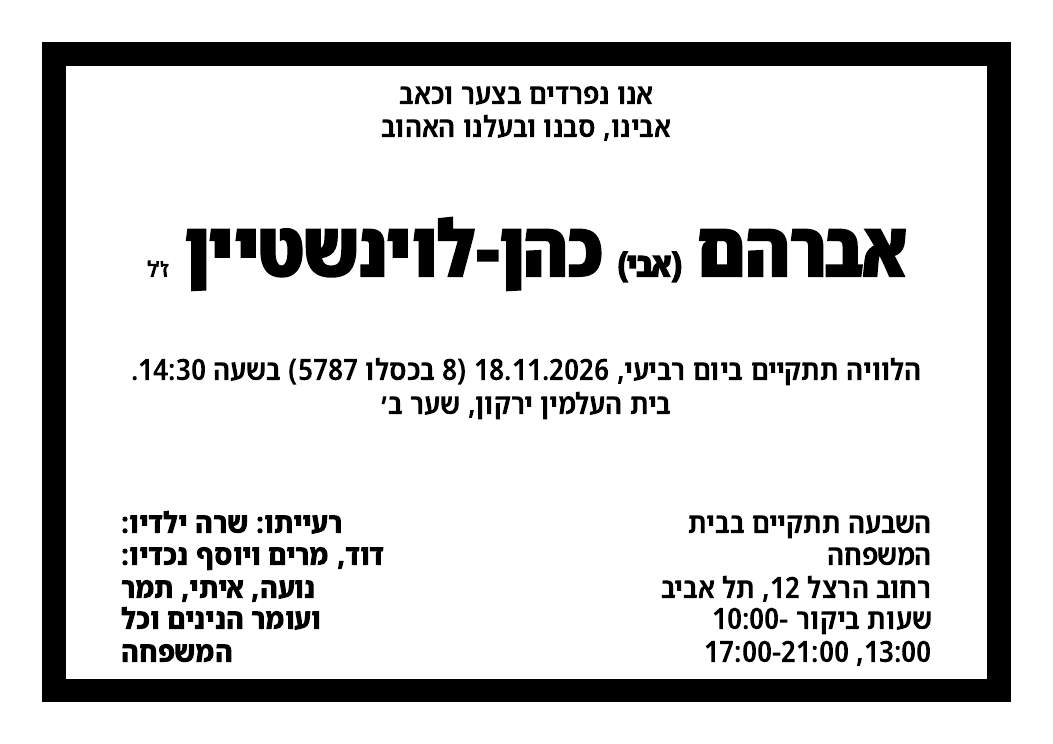 אנו נפרדים בצער וכאב
אבינו, סבנו ובעלנו האהוב
אברהם (אבי) כהן-לוינשטיין ז"ל
הלוויה תתקיים ביום רביעי, 18.11.2026 (8 בכסלו 5787) בשעה 14:30.
בית העלמין ירקון, שער ב׳
השבעה תתקיים בבית
המשפחה
רחוב הרצל 12, תל אביב
שעות ביקור 10:00-
13:00, 17:00-21:00
רעייתו: שרה ילדיו:
דוד, מרים ויוסף נכדיו:
נועה, איתי, תמר
ועומר הנינים וכל
המשפחה